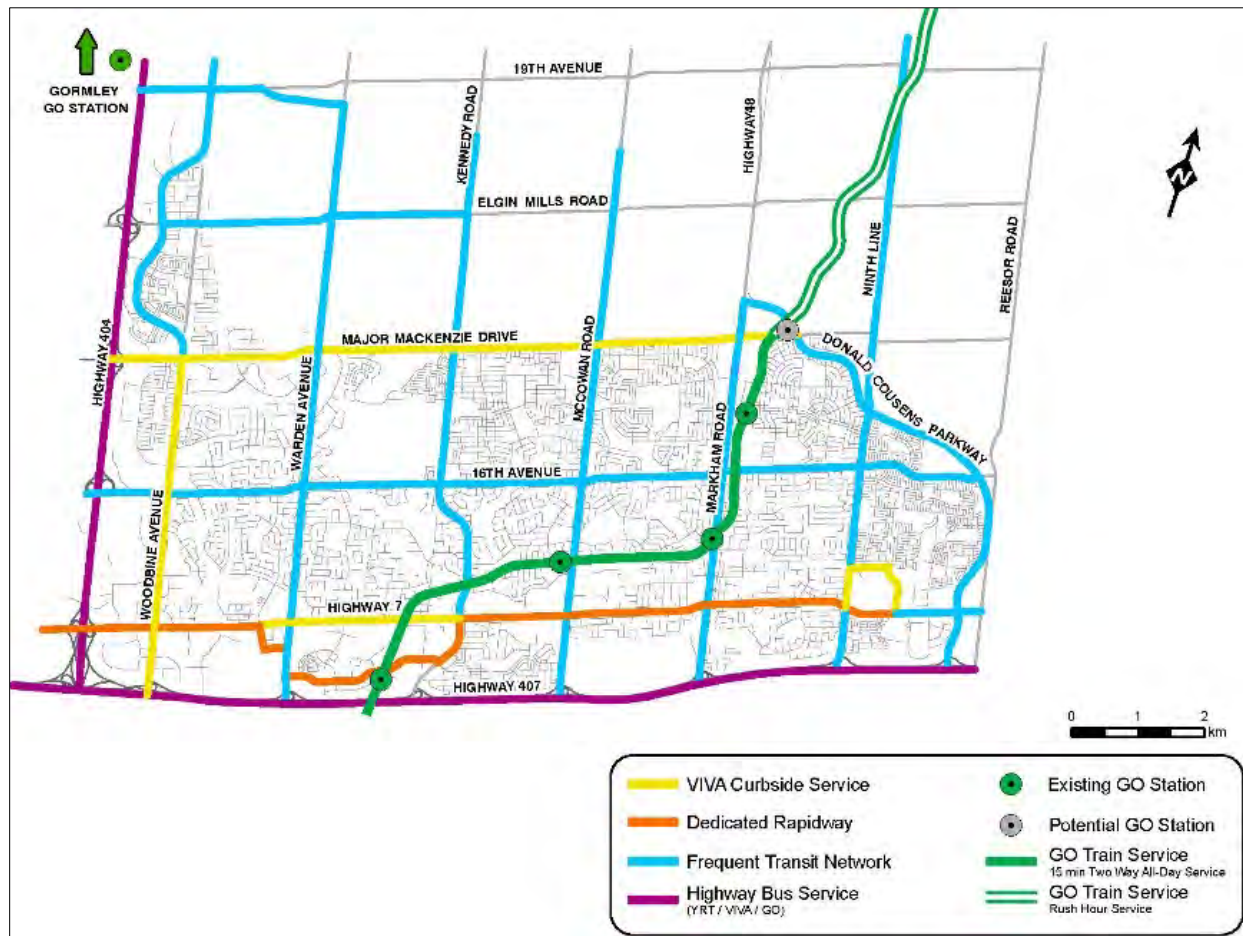 GORMLEY
GO STATION
19TH AVENUE
KENNEDY ROAD
HIGHWAY48
N
ELGIN MILLS ROAD
NINTH LINE
REESOR ROAD
HIGHWAY 404
MAJOR MACKENZIE DRIVE
MCCOWAN ROAD
DONALD COUSENS PARKWAY
WARDEN AVENUE
MARKHAM ROAD
16TH AVENUE
WOODBINE AVENUE
HIGHWAY 7
HIGHWAY 407
0 1 2
km
VIVA Curbside Service
Dedicated Rapidway
Frequent Transit Network
Highway Bus Service
(YRT / VIVA / GO)
Existing GO Station
Potential GO Station
GO Train Service
15 min Two Way All-Day Service
GO Train Service
Rush Hour Service